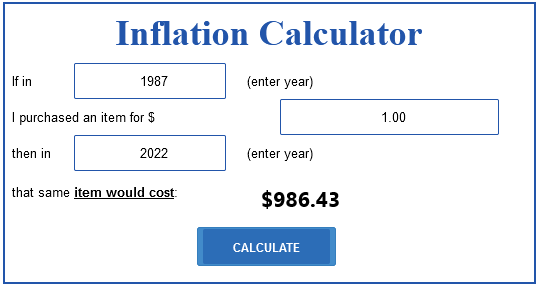 Inflation Calculator
If in 1987 (enter year)
I purchased an item for $ 1.00
then in 2022 (enter year)
that same item would cost: $986.43
CALCULATE